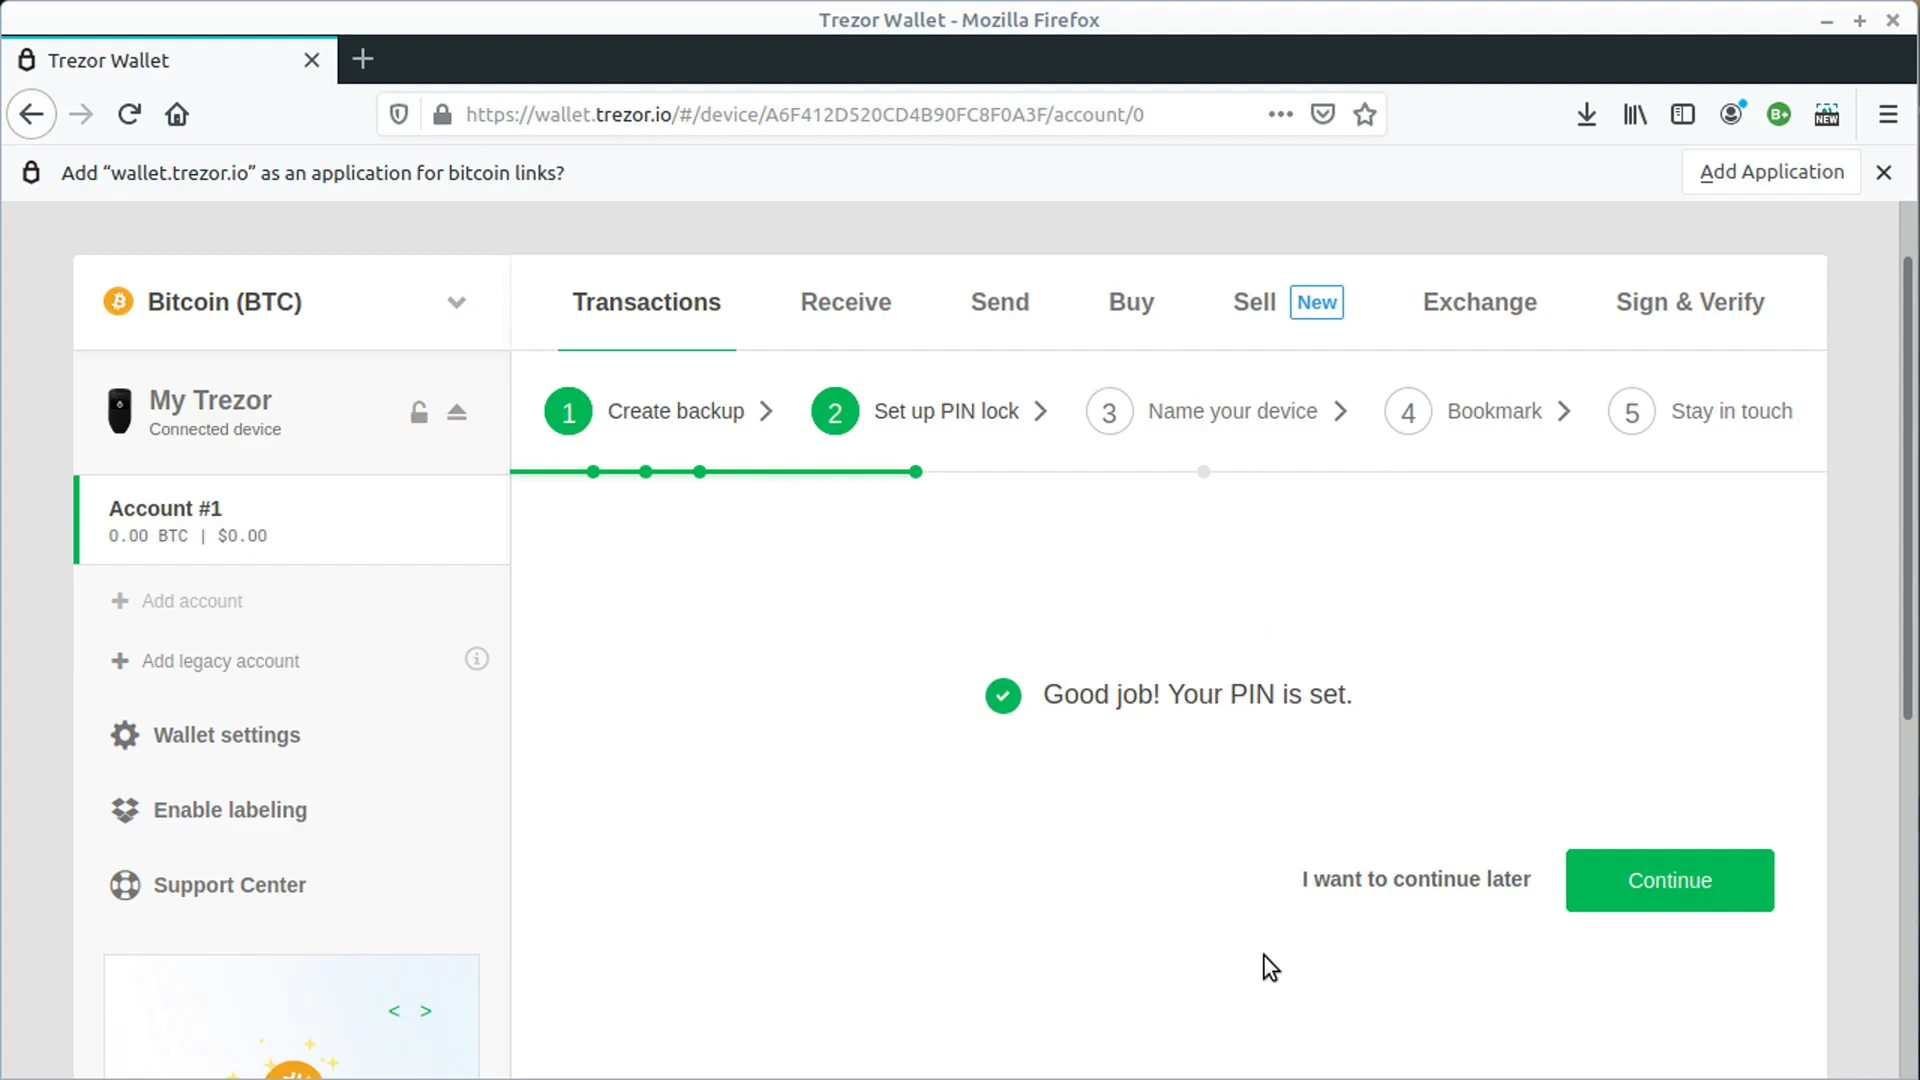 Trezor Wallet - Mozilla Firefox
Trezor Wallet
https://wallet.trezor.io/#/device/A6F412D520CD4B90FC8F0A3F/account/0
B+
NEW
Add “wallet.trezor.io” as an application for bitcoin links?
Add Application
Bitcoin (BTC)
Transactions
Receive
Send
Buy
Sell
New
Exchange
Sign & Verify
My Trezor
Connected device
1 Create backup
2 Set up PIN lock
3 Name your device
4 Bookmark
5 Stay in touch
Account #1
0.00 BTC | $0.00
Add account
Add legacy account
Good job! Your PIN is set.
Wallet settings
Enable labeling
Support Center
I want to continue later
Continue
< >